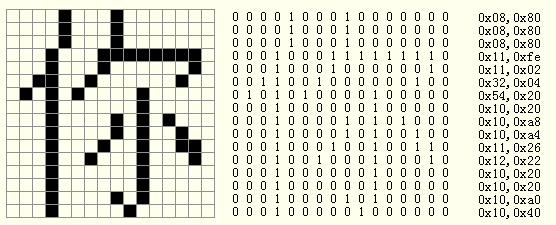 你
0 0 0 0 1 0 0 0 1 0 0 0 0 0 0 0 0x08,0x80
0 0 0 0 1 0 0 0 1 0 0 0 0 0 0 0 0x08,0x80
0 0 0 0 1 0 0 0 1 0 0 0 0 0 0 0 0x08,0x80
0 0 0 1 0 0 0 1 1 1 1 1 1 1 1 0 0x11,0xfe
0 0 0 1 0 0 0 1 0 0 0 0 0 0 1 0 0x11,0x02
0 0 1 1 0 0 1 0 0 0 0 0 0 1 0 0 0x32,0x04
0 1 0 1 0 1 0 0 0 0 1 0 0 0 0 0 0x54,0x20
0 0 0 1 0 0 0 0 0 0 1 0 0 0 0 0 0x10,0x20
0 0 0 1 0 0 0 0 1 0 1 0 1 0 0 0 0x10,0xa8
0 0 0 1 0 0 0 0 1 0 1 0 0 1 0 0 0x10,0xa4
0 0 0 1 0 0 0 1 0 0 1 0 0 1 1 0 0x11,0x26
0 0 0 1 0 0 1 0 0 0 1 0 0 0 1 0 0x12,0x22
0 0 0 1 0 0 0 0 0 0 1 0 0 0 0 0 0x10,0x20
0 0 0 1 0 0 0 0 0 0 1 0 0 0 0 0 0x10,0x20
0 0 0 1 0 0 0 0 1 0 1 0 0 0 0 0 0x10,0xa0
0 0 0 1 0 0 0 0 0 1 0 0 0 0 0 0 0x10,0x40